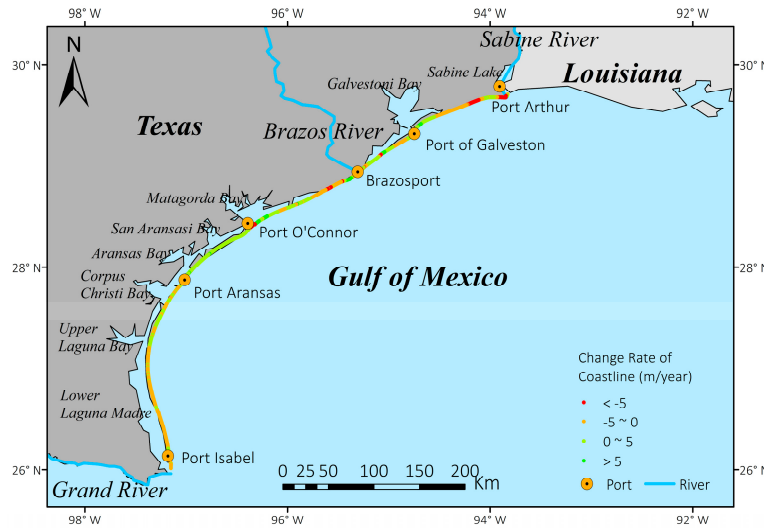 98° W
96° W
94° W
92° W
N
Sabine River
30° N
30° N
Sabine Lake
Louisiana
Galvestoni Bay
Port Arthur
Texas
Brazos River
Port of Galveston
Brazosport
Matagorda Bay
San Aransasi Bay
Port O'Connor
Aransas Bay
28° N
28° N
Corpus
Christi Bay
Gulf of Mexico
Port Aransas
Upper
Laguna Bay
Change Rate of
Coastline (m/year)
< -5
-5 ~ 0
0 ~ 5
> 5
Lower
Laguna Madre
Port Isabel
26° N
26° N
0 25 50 100 150 200
Km
Port
River
Grand River
98° W
96° W
94° W
92° W